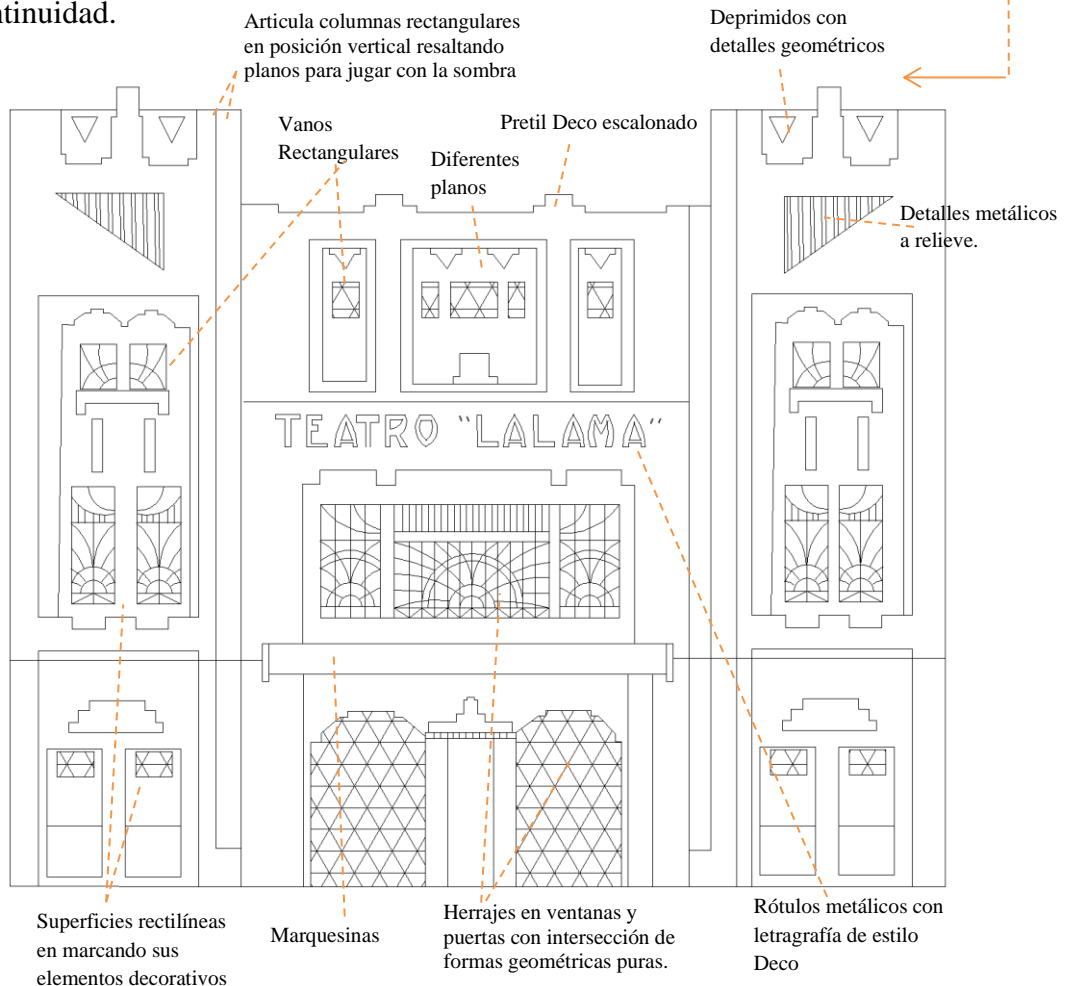 ntinuidad.
Articula columnas rectangulares
en posición vertical resaltando
planos para jugar con la sombra
Deprimidos con
detalles geométricos
Vanos
Rectangulares
Pretil Deco escalonado
Diferentes
planos
Detalles metálicos
a relieve.
TEATRO "LALAMA"
Superficies rectilíneas
en marcando sus
elementos decorativos
Marquesinas
Herrajes en ventanas y
puertas con intersección de
formas geométricas puras.
Rótulos metálicos con
letragrafía de estilo
Deco